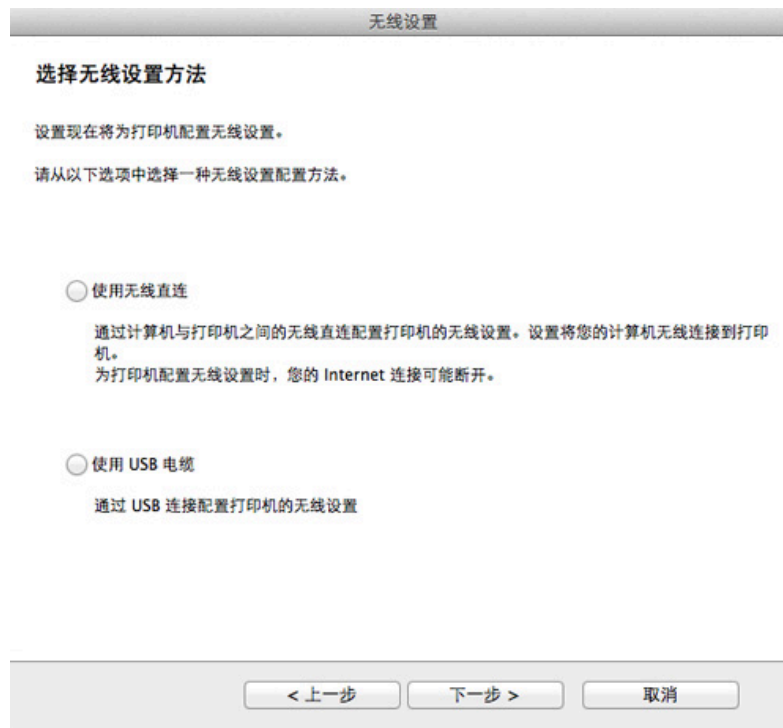 无线设置
选择无线设置方法
设置现在将为打印机配置无线设置。
请从以下选项中选择一种无线设置配置方法。
使用无线直连
通过计算机与打印机之间的无线直连配置打印机的无线设置。设置将您的计算机无线连接到打印
机。
为打印机配置无线设置时，您的 Internet 连接可能断开。
使用 USB 电缆
通过 USB 连接配置打印机的无线设置
< 上一步 下一步 > 取消